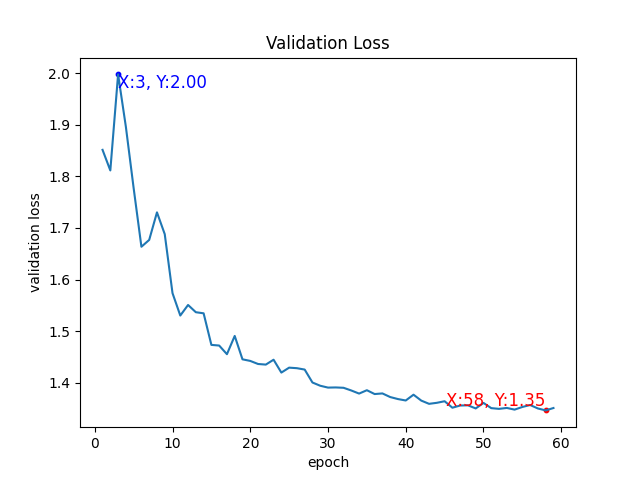 Validation Loss
X:3, Y:2.00
2.0
1.9
1.8
1.7
1.6
1.5
1.4
validation loss
X:58, Y:1.35
0 10 20 30 40 50 60
epoch